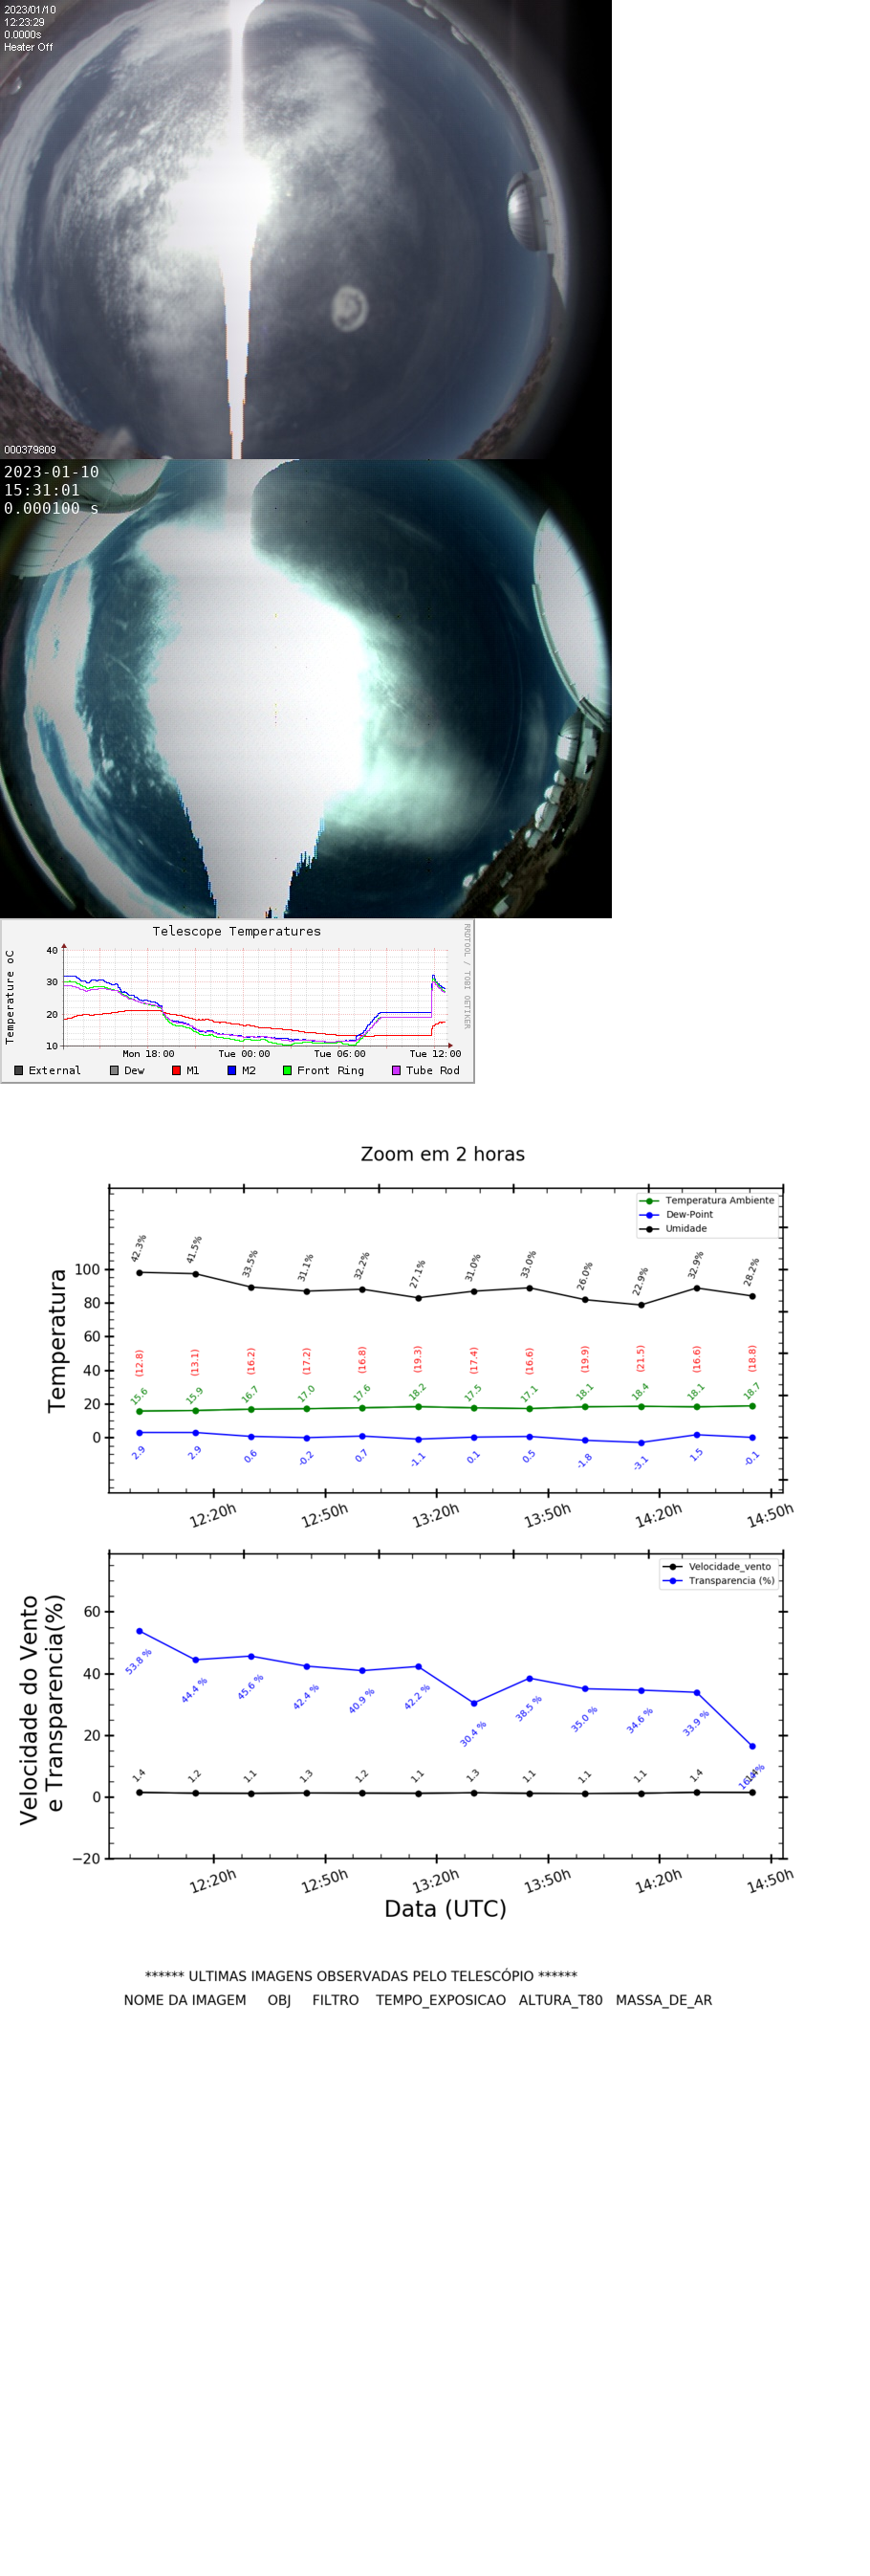 2023/01/10
12:23:29
0.0000s
Heater Off
000379809
2023-01-10
15:31:01
0.000100 s
Telescope Temperatures
RRDTOOL / TOBI OETIKER
Temperature oC
40
30
20
10
Mon 18:00 Tue 00:00 Tue 06:00 Tue 12:00
External Dew M1 M2 Front Ring Tube Rod
Zoom em 2 horas
Temperatura Ambiente
Dew-Point
Umidade
Temperatura
100
80
60
40
20
0
42.3% 41.5% 33.5% 31.1% 32.2% 27.1% 31.0% 33.0% 26.0% 22.9% 32.9% 28.2%
(12.8) (13.1) (16.2) (17.2) (16.8) (19.3) (17.4) (16.6) (19.9) (21.5) (16.6) (18.8)
15.6 15.9 16.7 17.0 17.6 18.2 17.5 17.1 18.1 18.4 18.1 18.7
2.9 2.9 0.6 -0.2 0.7 -1.1 0.1 0.5 -1.8 -3.1 1.5 -0.1
12:20h 12:50h 13:20h 13:50h 14:20h 14:50h
Velocidade_vento
Transparencia (%)
Velocidade do Vento
e Transparencia(%)
60
40
20
0
−20
53.8 % 44.4 % 45.6 % 42.4 % 40.9 % 42.2 % 30.4 % 38.5 % 35.0 % 34.6 % 33.9 %
1.4 1.2 1.1 1.3 1.2 1.1 1.3 1.1 1.1 1.1 1.4
12:20h 12:50h 13:20h 13:50h 14:20h 14:50h
Data (UTC)
****** ULTIMAS IMAGENS OBSERVADAS PELO TELESCÓPIO ******
NOME DA IMAGEM OBJ FILTRO TEMPO_EXPOSICAO ALTURA_T80 MASSA_DE_AR